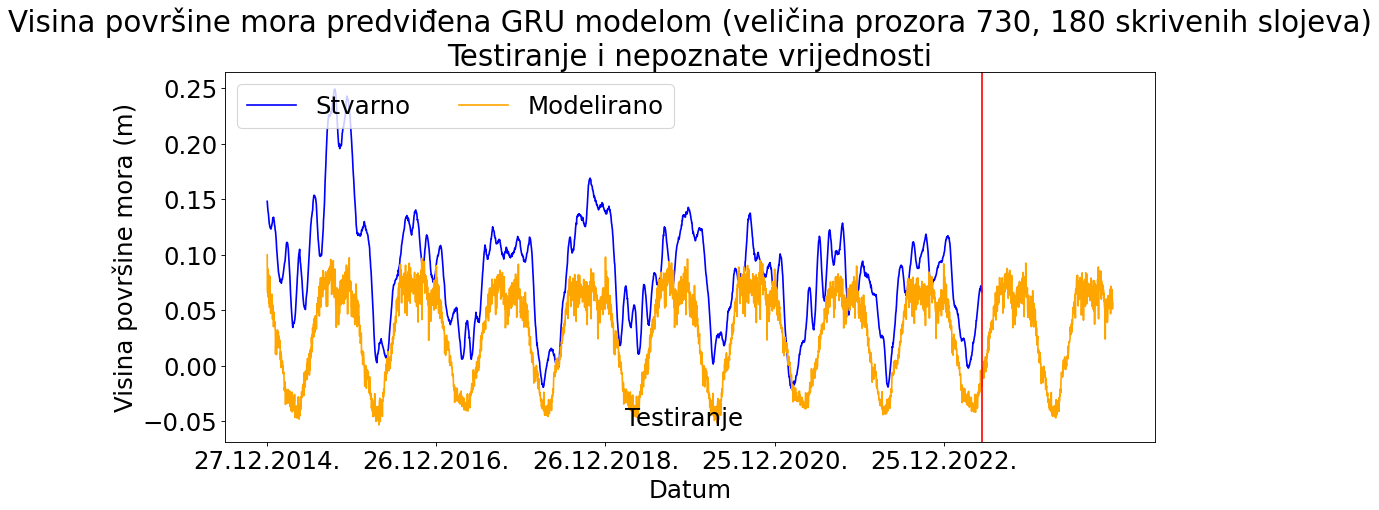 Visina površine mora predviđena GRU modelom (veličina prozora 730, 180 skrivenih slojeva)
Testiranje i nepoznate vrijednosti
Stvarno
Modelirano
Visina površine mora (m)
0.25
0.20
0.15
0.10
0.05
0.00
−0.05
Testiranje
27.12.2014.
26.12.2016.
26.12.2018.
25.12.2020.
25.12.2022.
Datum